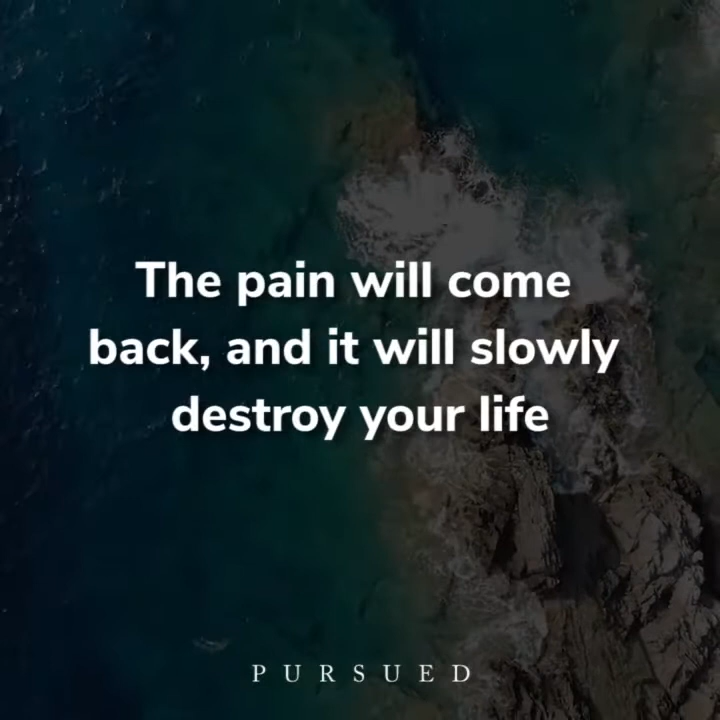 The pain will come
back, and it will slowly
destroy your life
PURSUED